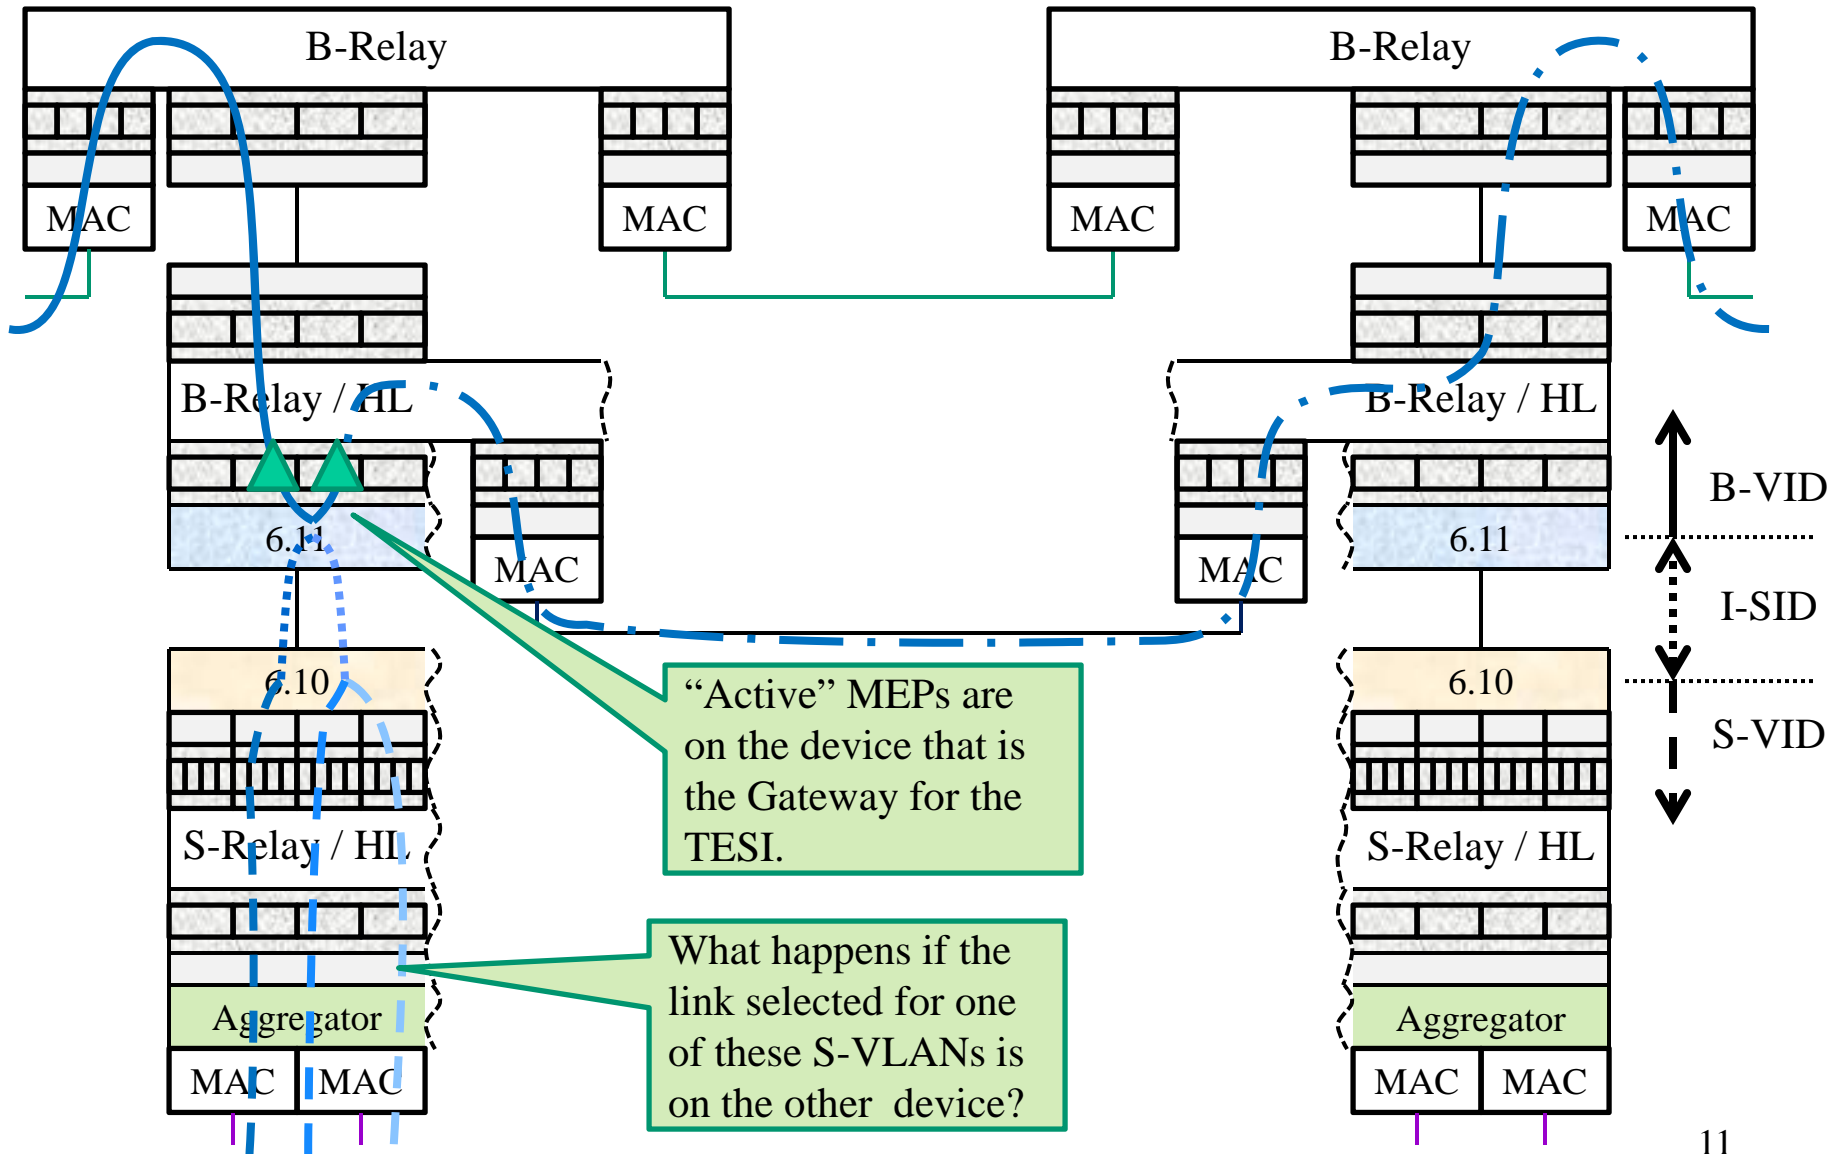 B-Relay
B-Relay
MAC
MAC
MAC
MAC
B-Relay / HL
B-Relay / HL
B-VID
6.11
6.11
MAC
MAC
I-SID
6.10
6.10
“Active” MEPs are
on the device that is
the Gateway for the
TESI.
S-VID
S-Relay / HL
S-Relay / HL
What happens if the
link selected for one
of these S-VLANs is
on the other device?
Aggregator
Aggregator
MAC
MAC
MAC
MAC
11